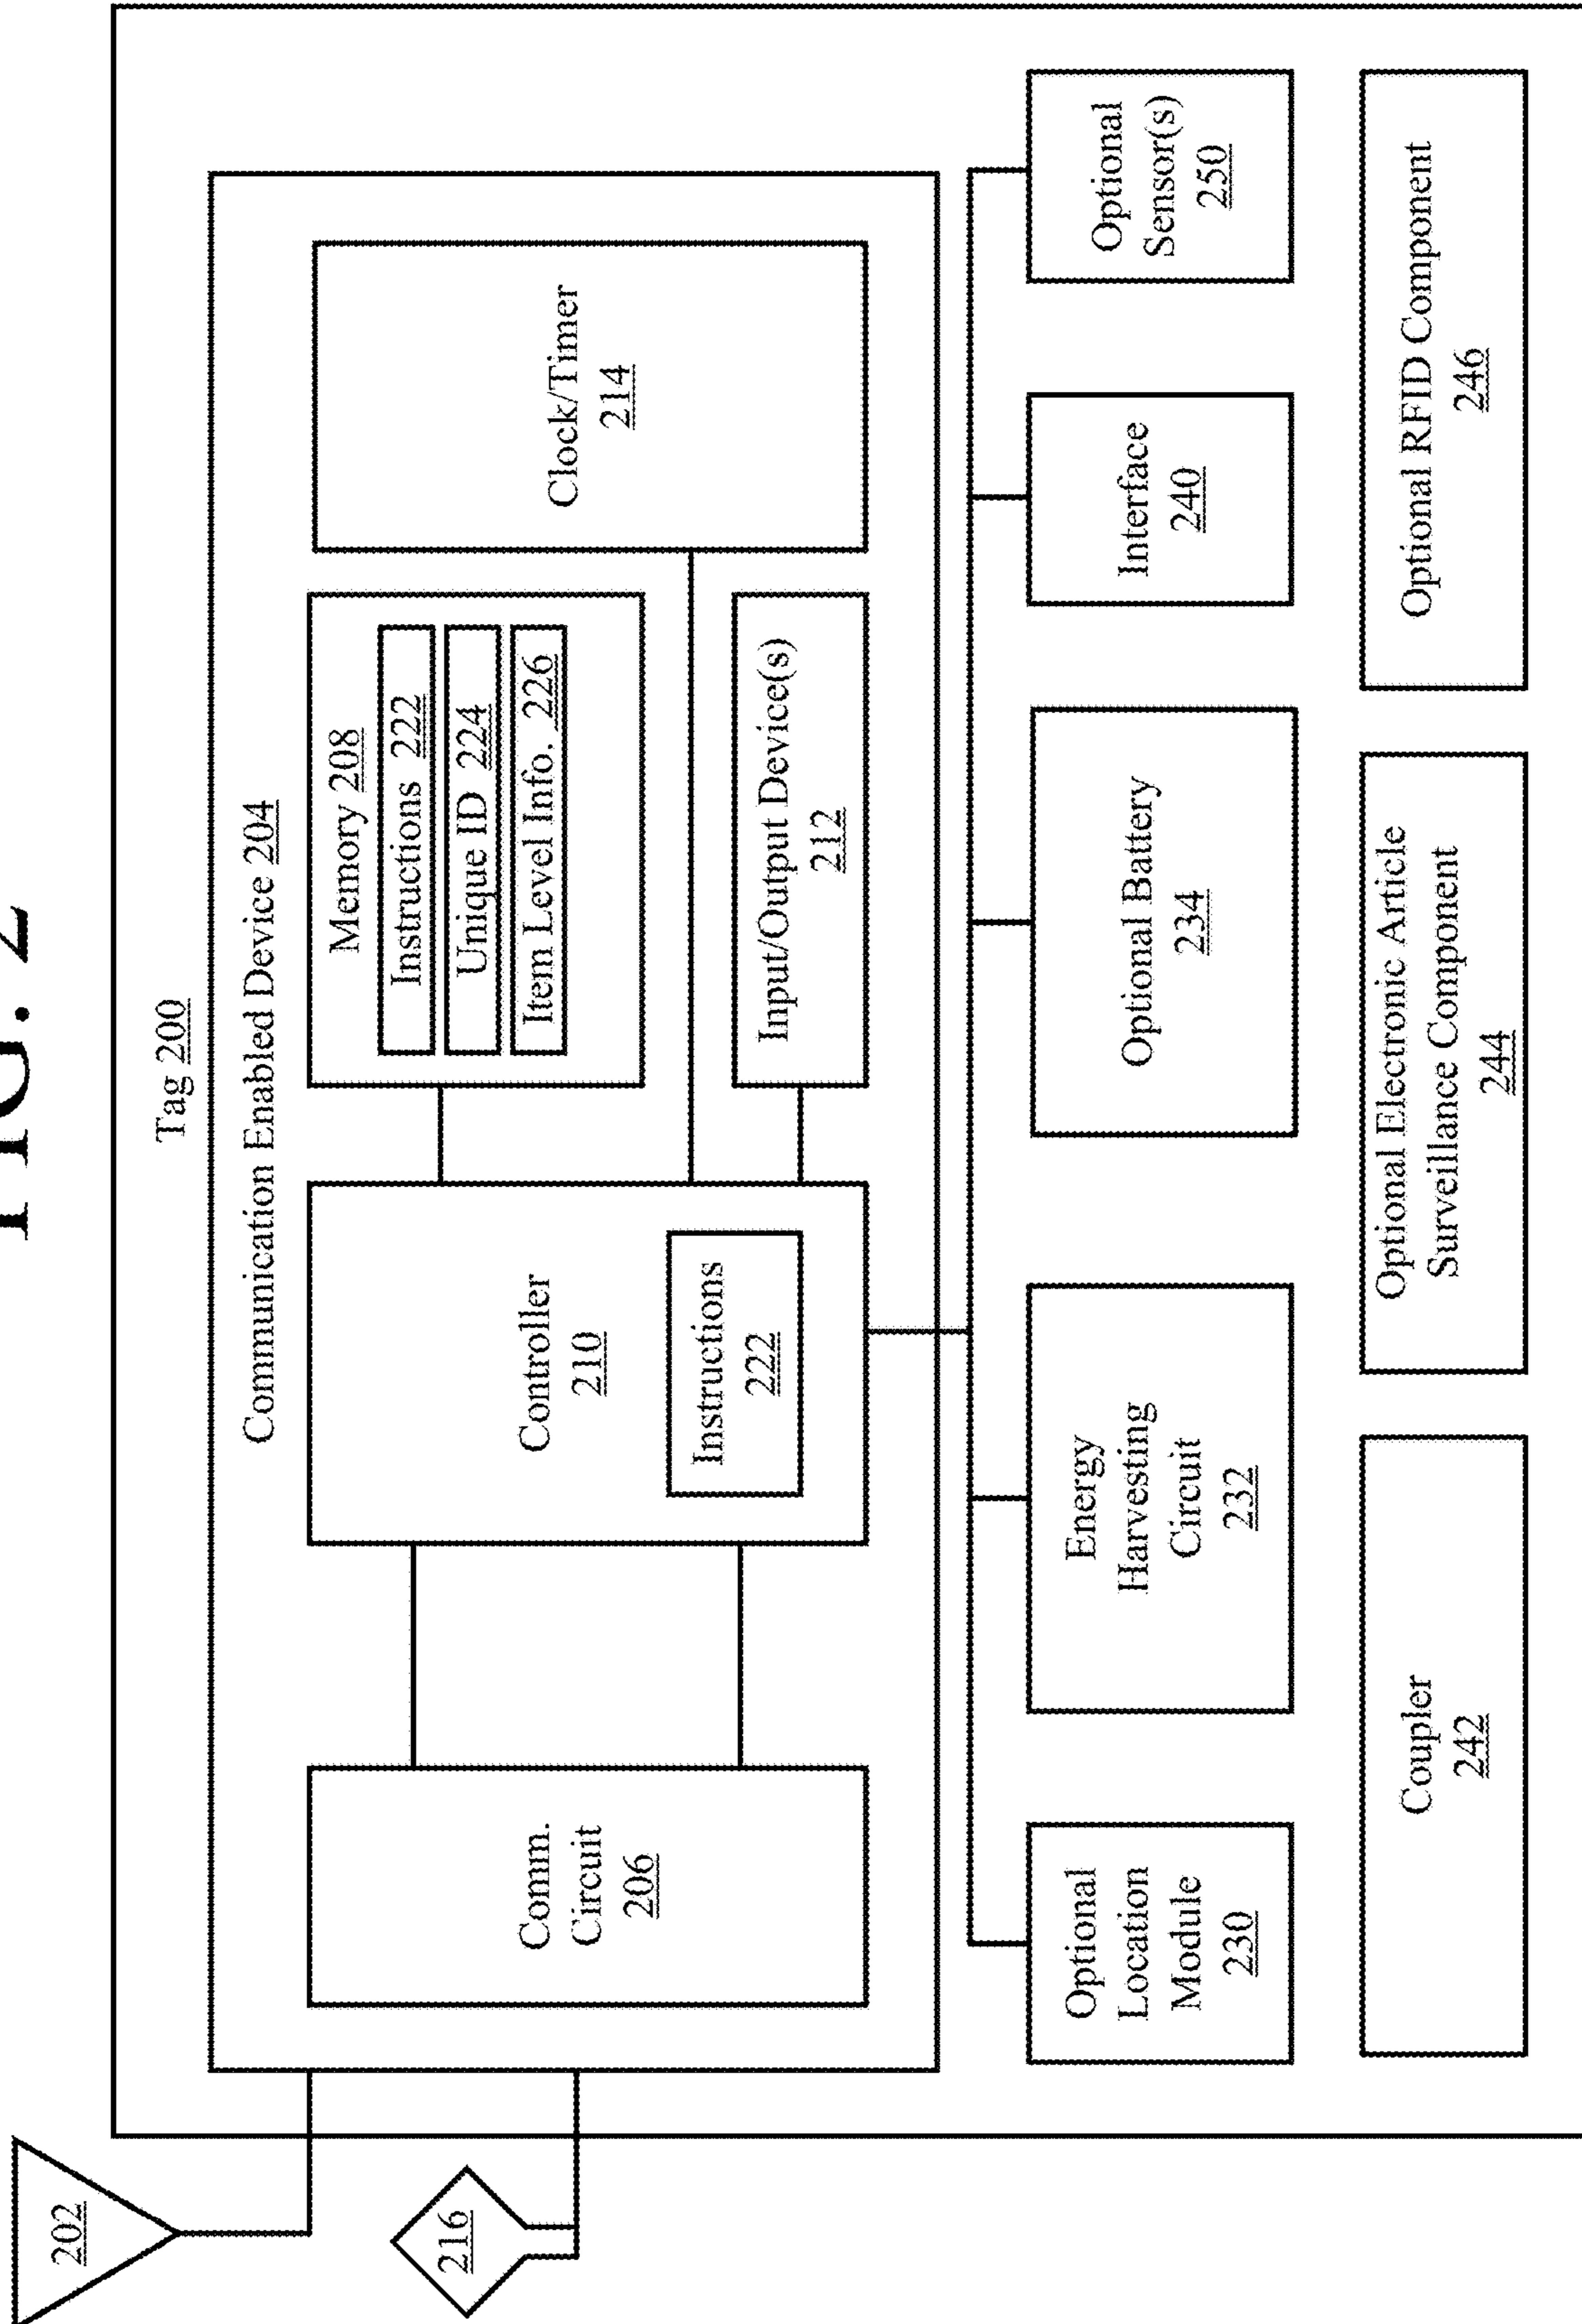 FIG. 2
Tag 200
Communication Enabled Device 204
202
216
Comm.
Circuit
206
Controller
210
Instructions
222
Memory 208
Instructions 222
Unique ID 224
Item Level Info. 226
Input/Output Device(s)
212
Clock/Timer
214
Optional
Location
Module
230
Energy
Harvesting
Circuit
232
Optional Battery
234
Interface
240
Optional
Sensor(s)
250
Coupler
242
Optional Electronic Article
Surveillance Component
244
Optional RFID Component
246